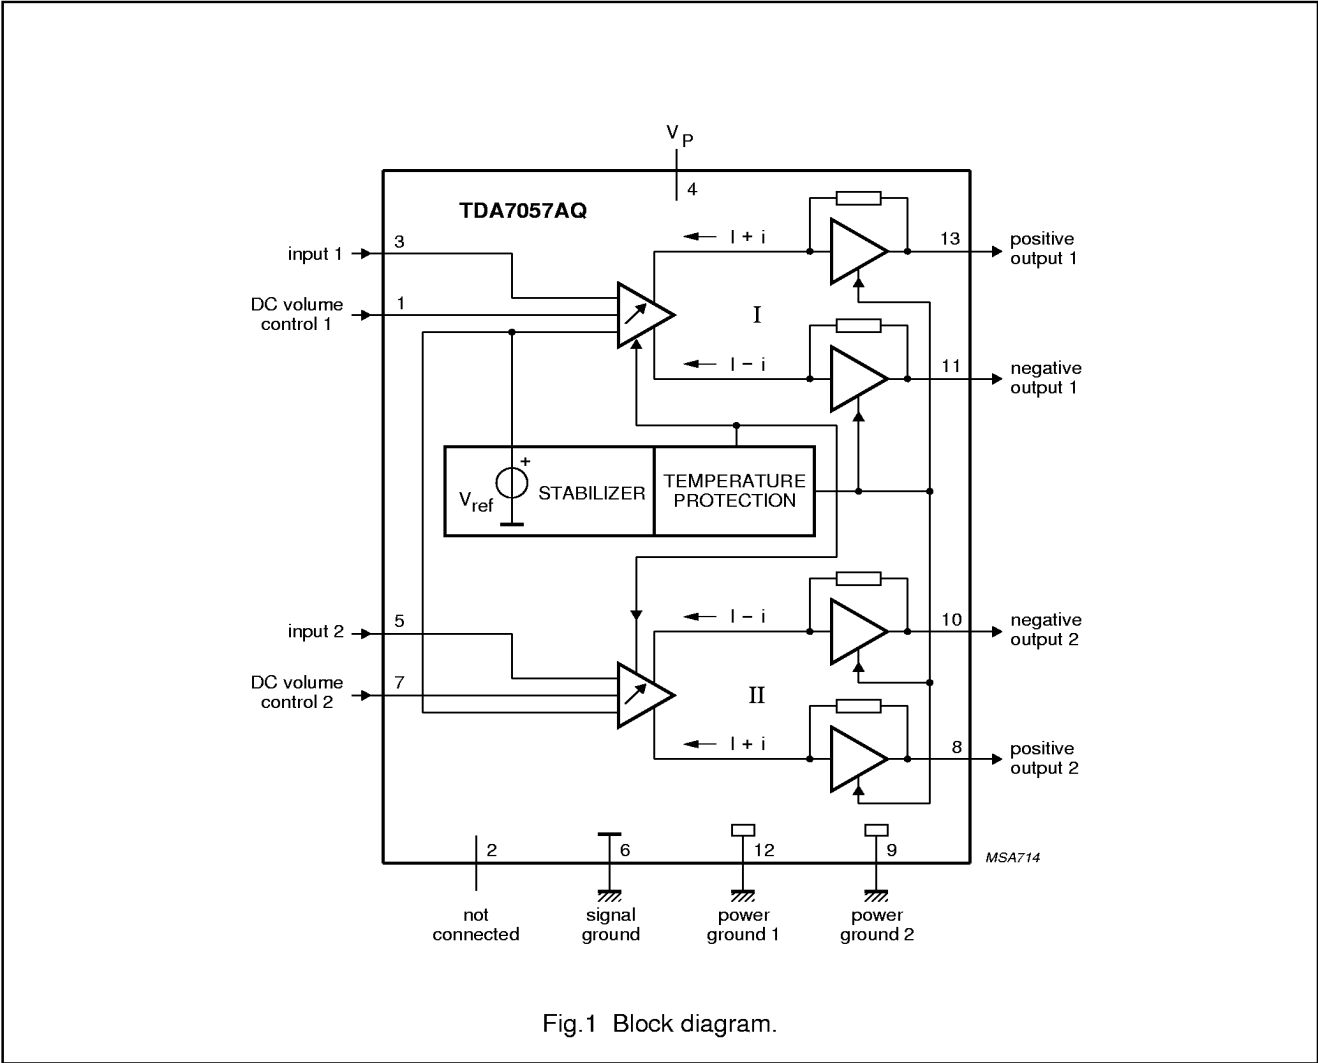 V P
4
TDA7057AQ
input 1
3
DC volume
control 1
1
I + i
13
positive
output 1
I
I − i
11
negative
output 1
+
V ref
STABILIZER
TEMPERATURE
PROTECTION
input 2
5
I − i
10
negative
output 2
DC volume
control 2
7
II
I + i
8
positive
output 2
2
6
12
9
MSA714
not
connected
signal
ground
power
ground 1
power
ground 2
Fig.1 Block diagram.